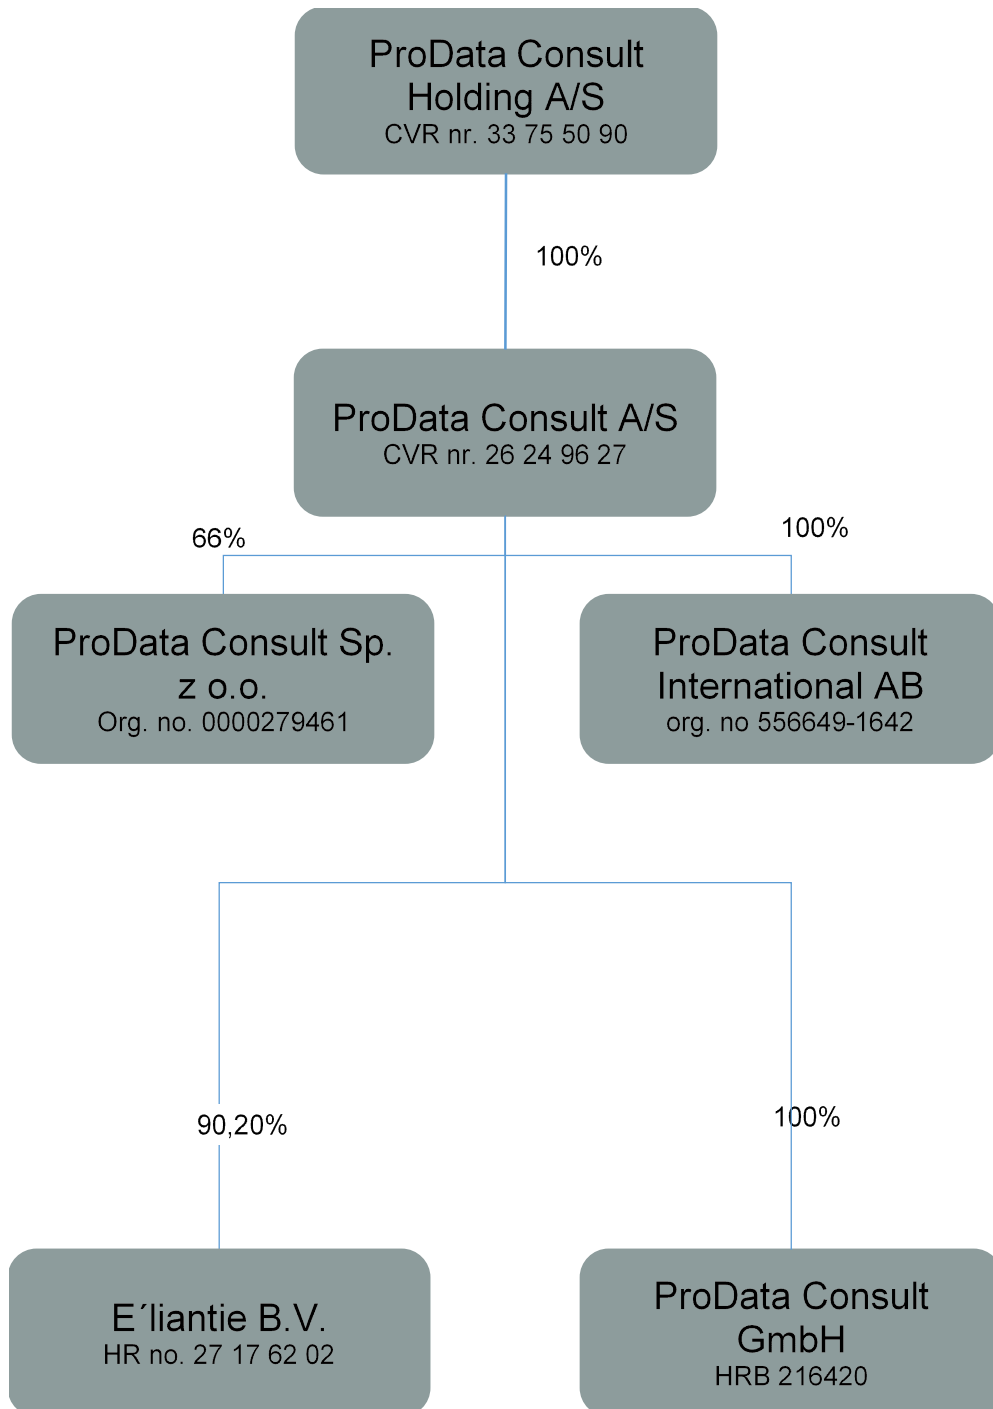 ProData Consult
Holding A/S
CVR nr. 33 75 50 90
100%
ProData Consult A/S
CVR nr. 26 24 96 27
66%
100%
ProData Consult Sp.
z o.o.
Org. no. 0000279461
ProData Consult
International AB
org. no 556649-1642
90,20%
100%
E´liantie B.V.
HR no. 27 17 62 02
ProData Consult
GmbH
HRB 216420